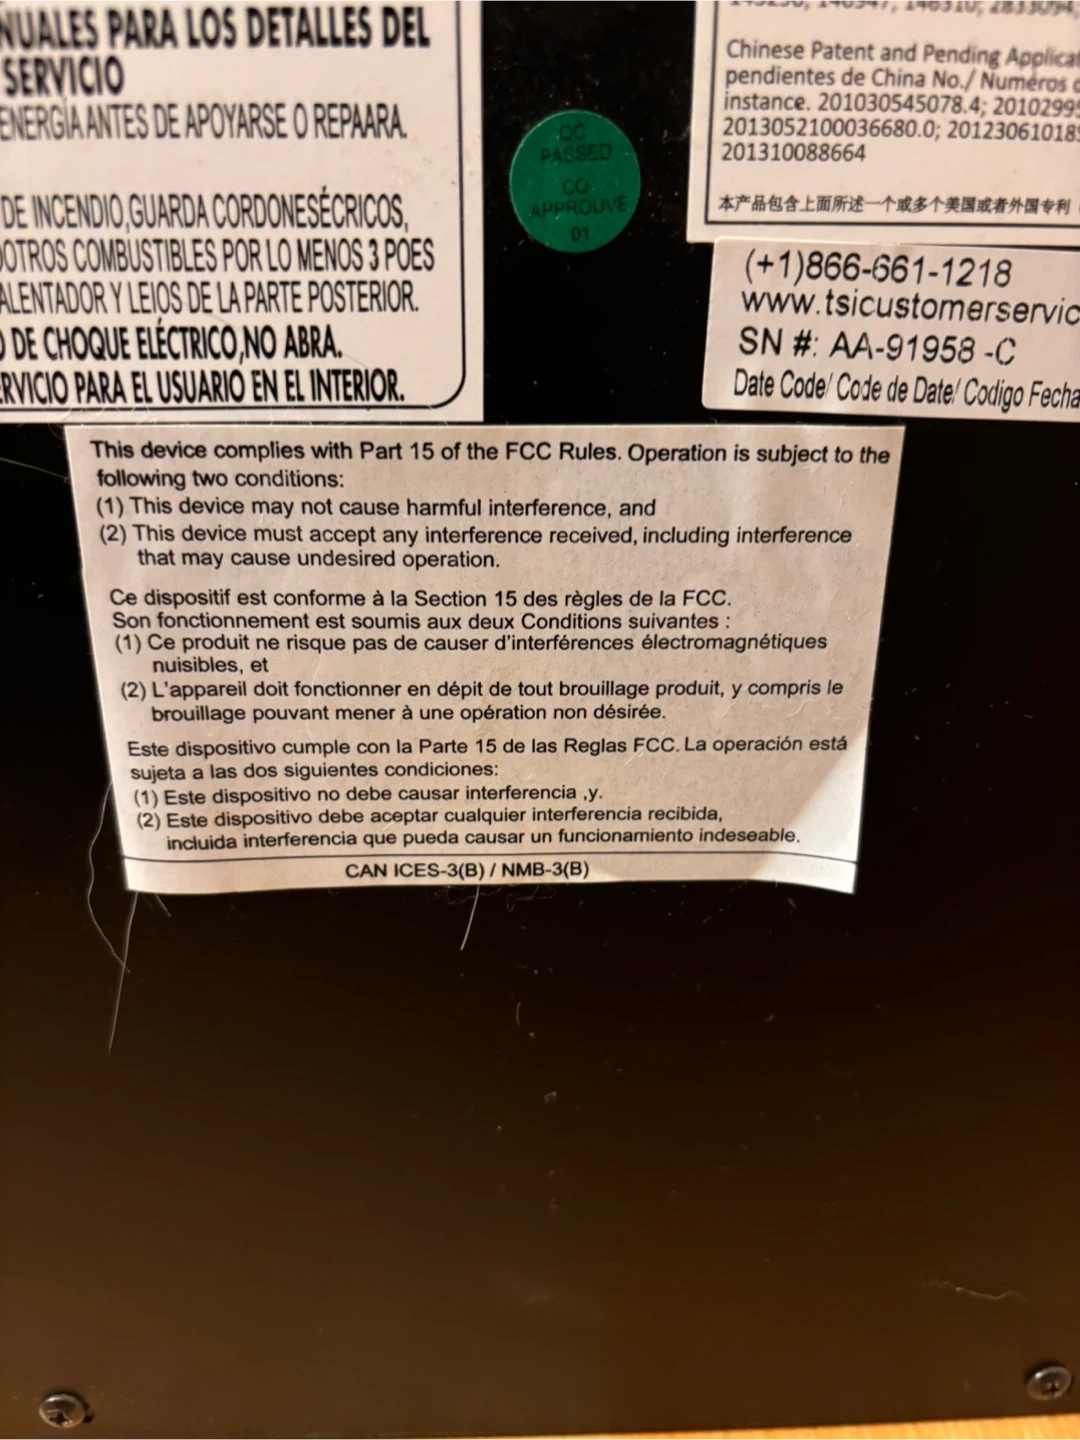 NUALES PARA LOS DETALLES DEL
SERVICIO
ENERGÍA ANTES DE APOYARSE O REPAARA.
DE INCENDIO,GUARDA CORDONESÉCRICOS,
OTROS COMBUSTIBLES POR LO MENOS 3 POES
ALENTADOR Y LEJOS DE LA PARTE POSTERIOR.
DE CHOQUE ELÉCTRICO,NO ABRA.
RVICIO PARA EL USUARIO EN EL INTERIOR.
QC
PASSED
CQ
APPROUVE
01
Chinese Patent and Pending Applicat
pendientes de China No./ Numéros d
instance. 201030545078.4; 2010299
2013052100036680.0; 20123061018
201310088664
本产品包含上面所述一个或多个美国或者外国专利
(+1)866-661-1218
www.tsicustomerservic
SN #: AA-91958 -C
Date Code/ Code de Date/ Codigo Fecha
This device complies with Part 15 of the FCC Rules. Operation is subject to the
following two conditions:
(1) This device may not cause harmful interference, and
(2) This device must accept any interference received, including interference
that may cause undesired operation.
Ce dispositif est conforme à la Section 15 des règles de la FCC.
Son fonctionnement est soumis aux deux Conditions suivantes :
(1) Ce produit ne risque pas de causer d'interférences électromagnétiques
nuisibles, et
(2) L'appareil doit fonctionner en dépit de tout brouillage produit, y compris le
brouillage pouvant mener à une opération non désirée.
Este dispositivo cumple con la Parte 15 de las Reglas FCC. La operación está
sujeta a las dos siguientes condiciones:
(1) Este dispositivo no debe causar interferencia ,y.
(2) Este dispositivo debe aceptar cualquier interferencia recibida,
incluida interferencia que pueda causar un funcionamiento indeseable.
CAN ICES-3(B) / NMB-3(B)